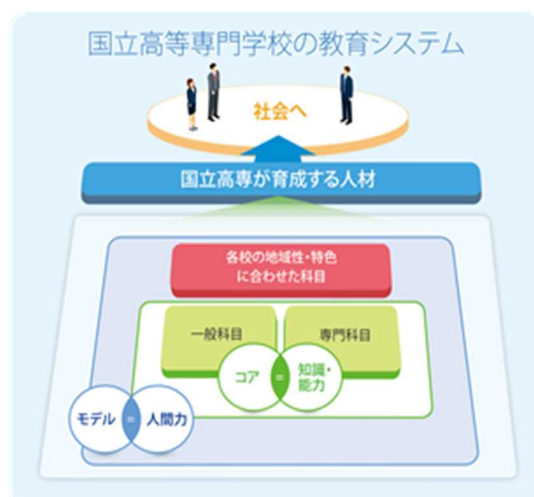 国立高等専門学校の教育システム
社会へ
国立高専が育成する人材
各校の地域性・特色
に合わせた科目
一般科目
専門科目
コア
=
知識・
能力
モデル
=
人間力